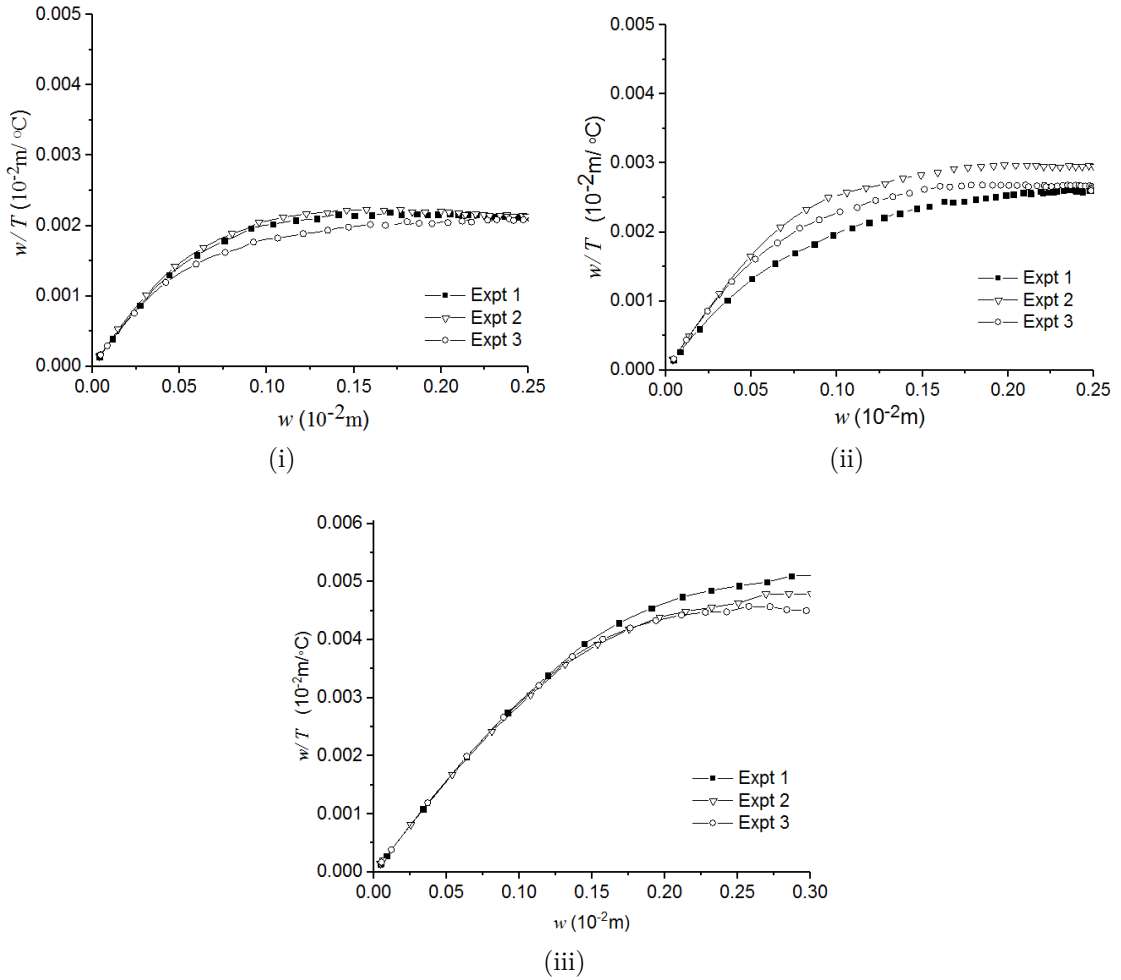 0.005
0.004
0.003
0.002
0.001
0.000
w/T (10-2m/ oC)
0.00 0.05 0.10 0.15 0.20 0.25
w (10-2m)
Expt 1
Expt 2
Expt 3
(i)
0.005
0.004
0.003
0.002
0.001
0.000
w/T (10-2m/ oC)
0.00 0.05 0.10 0.15 0.20 0.25
w (10-2m)
Expt 1
Expt 2
Expt 3
(ii)
0.006
0.005
0.004
0.003
0.002
0.001
0.000
w/T (10-2m/oC)
0.00 0.05 0.10 0.15 0.20 0.25 0.30
w (10-2m)
Expt 1
Expt 2
Expt 3
(iii)